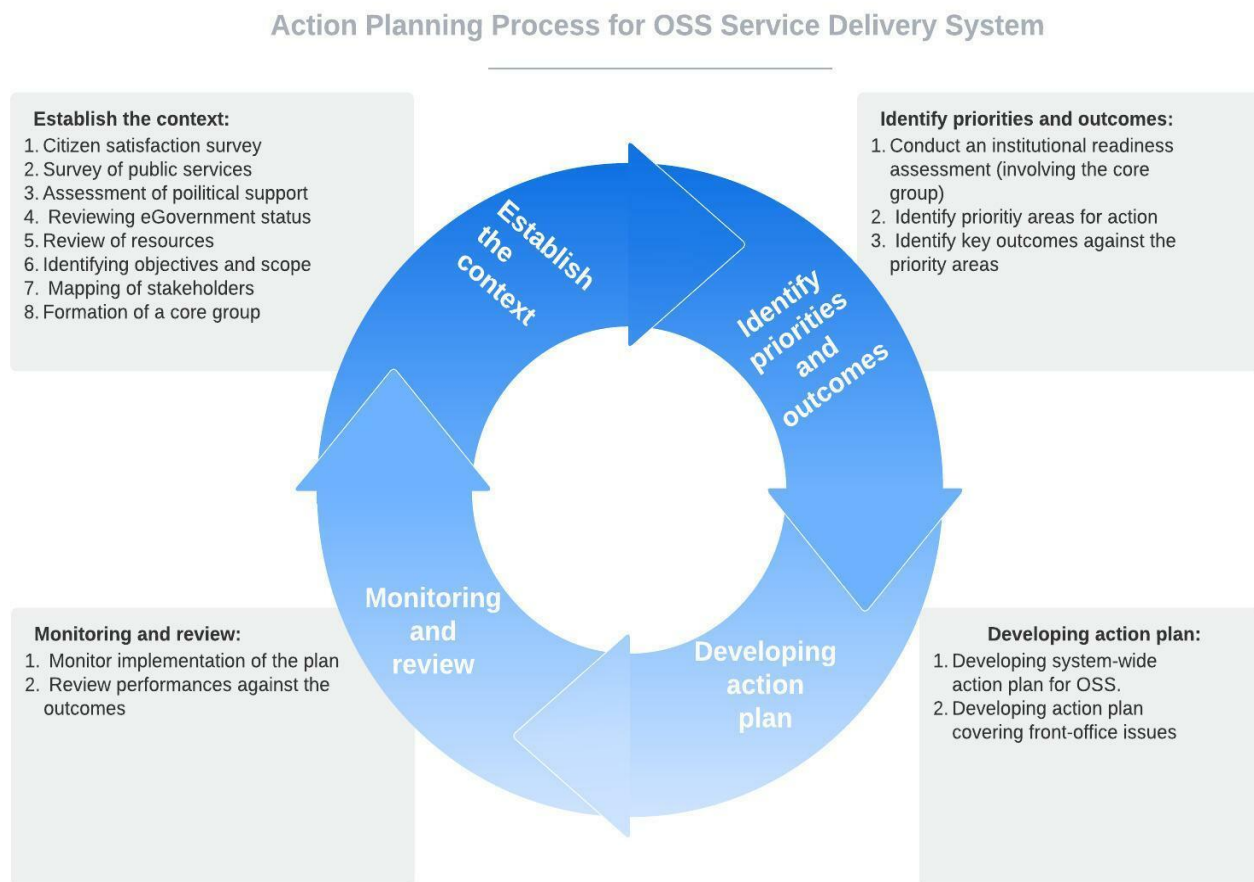 Action Planning Process for OSS Service Delivery System
Establish the context:
1. Citizen satisfaction survey
2. Survey of public services
3. Assessment of poilitical support
4. Reviewing eGovernment status
5. Review of resources
6. Identifying objectives and scope
7. Mapping of stakeholders
8. Formation of a core group
Identify priorities and outcomes:
1. Conduct an institutional readiness
assessment (involving the core
group)
2. Identify prioritiy areas for action
3. Identify key outcomes against the
priority areas
Establish
the
context
Identify
priorities
and
outcomes
Monitoring
and
review
Developing
action
plan
Monitoring and review:
1. Monitor implementation of the plan
2. Review performances against the
outcomes
Developing action plan:
1. Developing system-wide
action plan for OSS.
2. Developing action plan
covering front-office issues